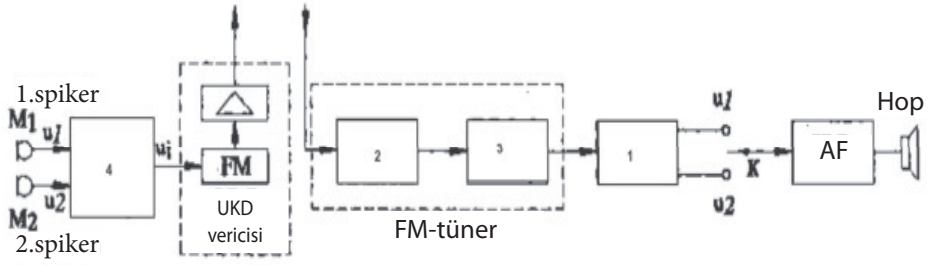 1.spiker
M1
u1
M2
u2
2.spiker
4
ui
FM
UKD
vericisi
2
3
FM-tüner
1
u1
u2
K
AF
Hop